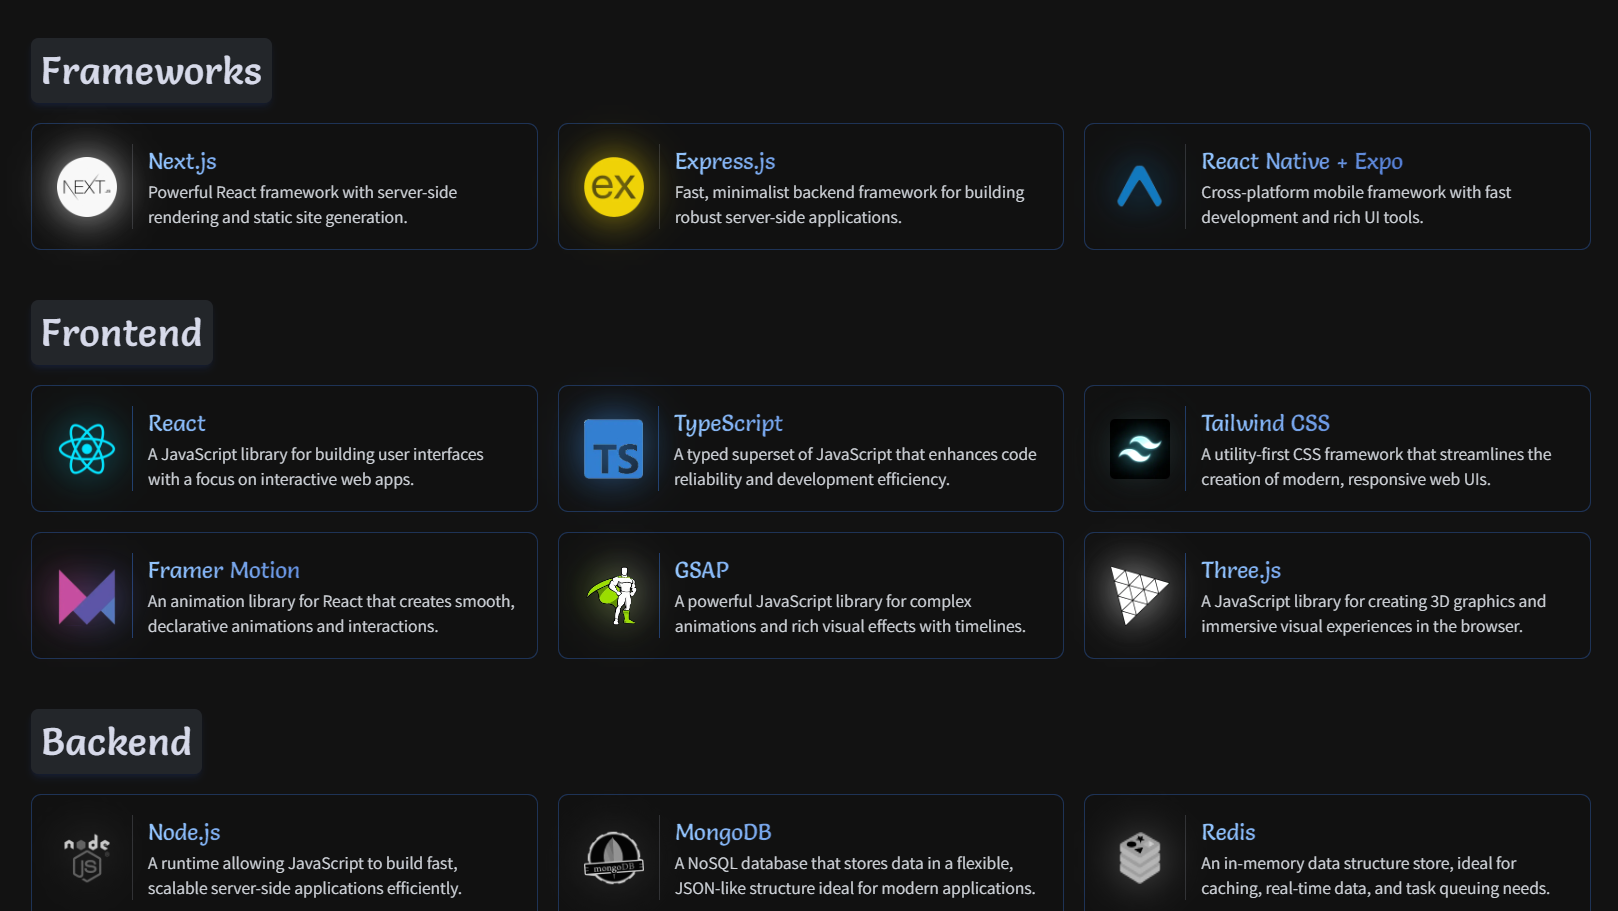 Frameworks
NEXT.JS
Next.js
Powerful React framework with server-side
rendering and static site generation.
ex
Express.js
Fast, minimalist backend framework for building
robust server-side applications.
React Native + Expo
Cross-platform mobile framework with fast
development and rich UI tools.
Frontend
React
A JavaScript library for building user interfaces
with a focus on interactive web apps.
TS
TypeScript
A typed superset of JavaScript that enhances code
reliability and development efficiency.
Tailwind CSS
A utility-first CSS framework that streamlines the
creation of modern, responsive web UIs.
Framer Motion
An animation library for React that creates smooth,
declarative animations and interactions.
GSAP
A powerful JavaScript library for complex
animations and rich visual effects with timelines.
Three.js
A JavaScript library for creating 3D graphics and
immersive visual experiences in the browser.
Backend
node
JS
Node.js
A runtime allowing JavaScript to build fast,
scalable server-side applications efficiently.
mongoDB
MongoDB
A NoSQL database that stores data in a flexible,
JSON-like structure ideal for modern applications.
Redis
An in-memory data structure store, ideal for
caching, real-time data, and task queuing needs.